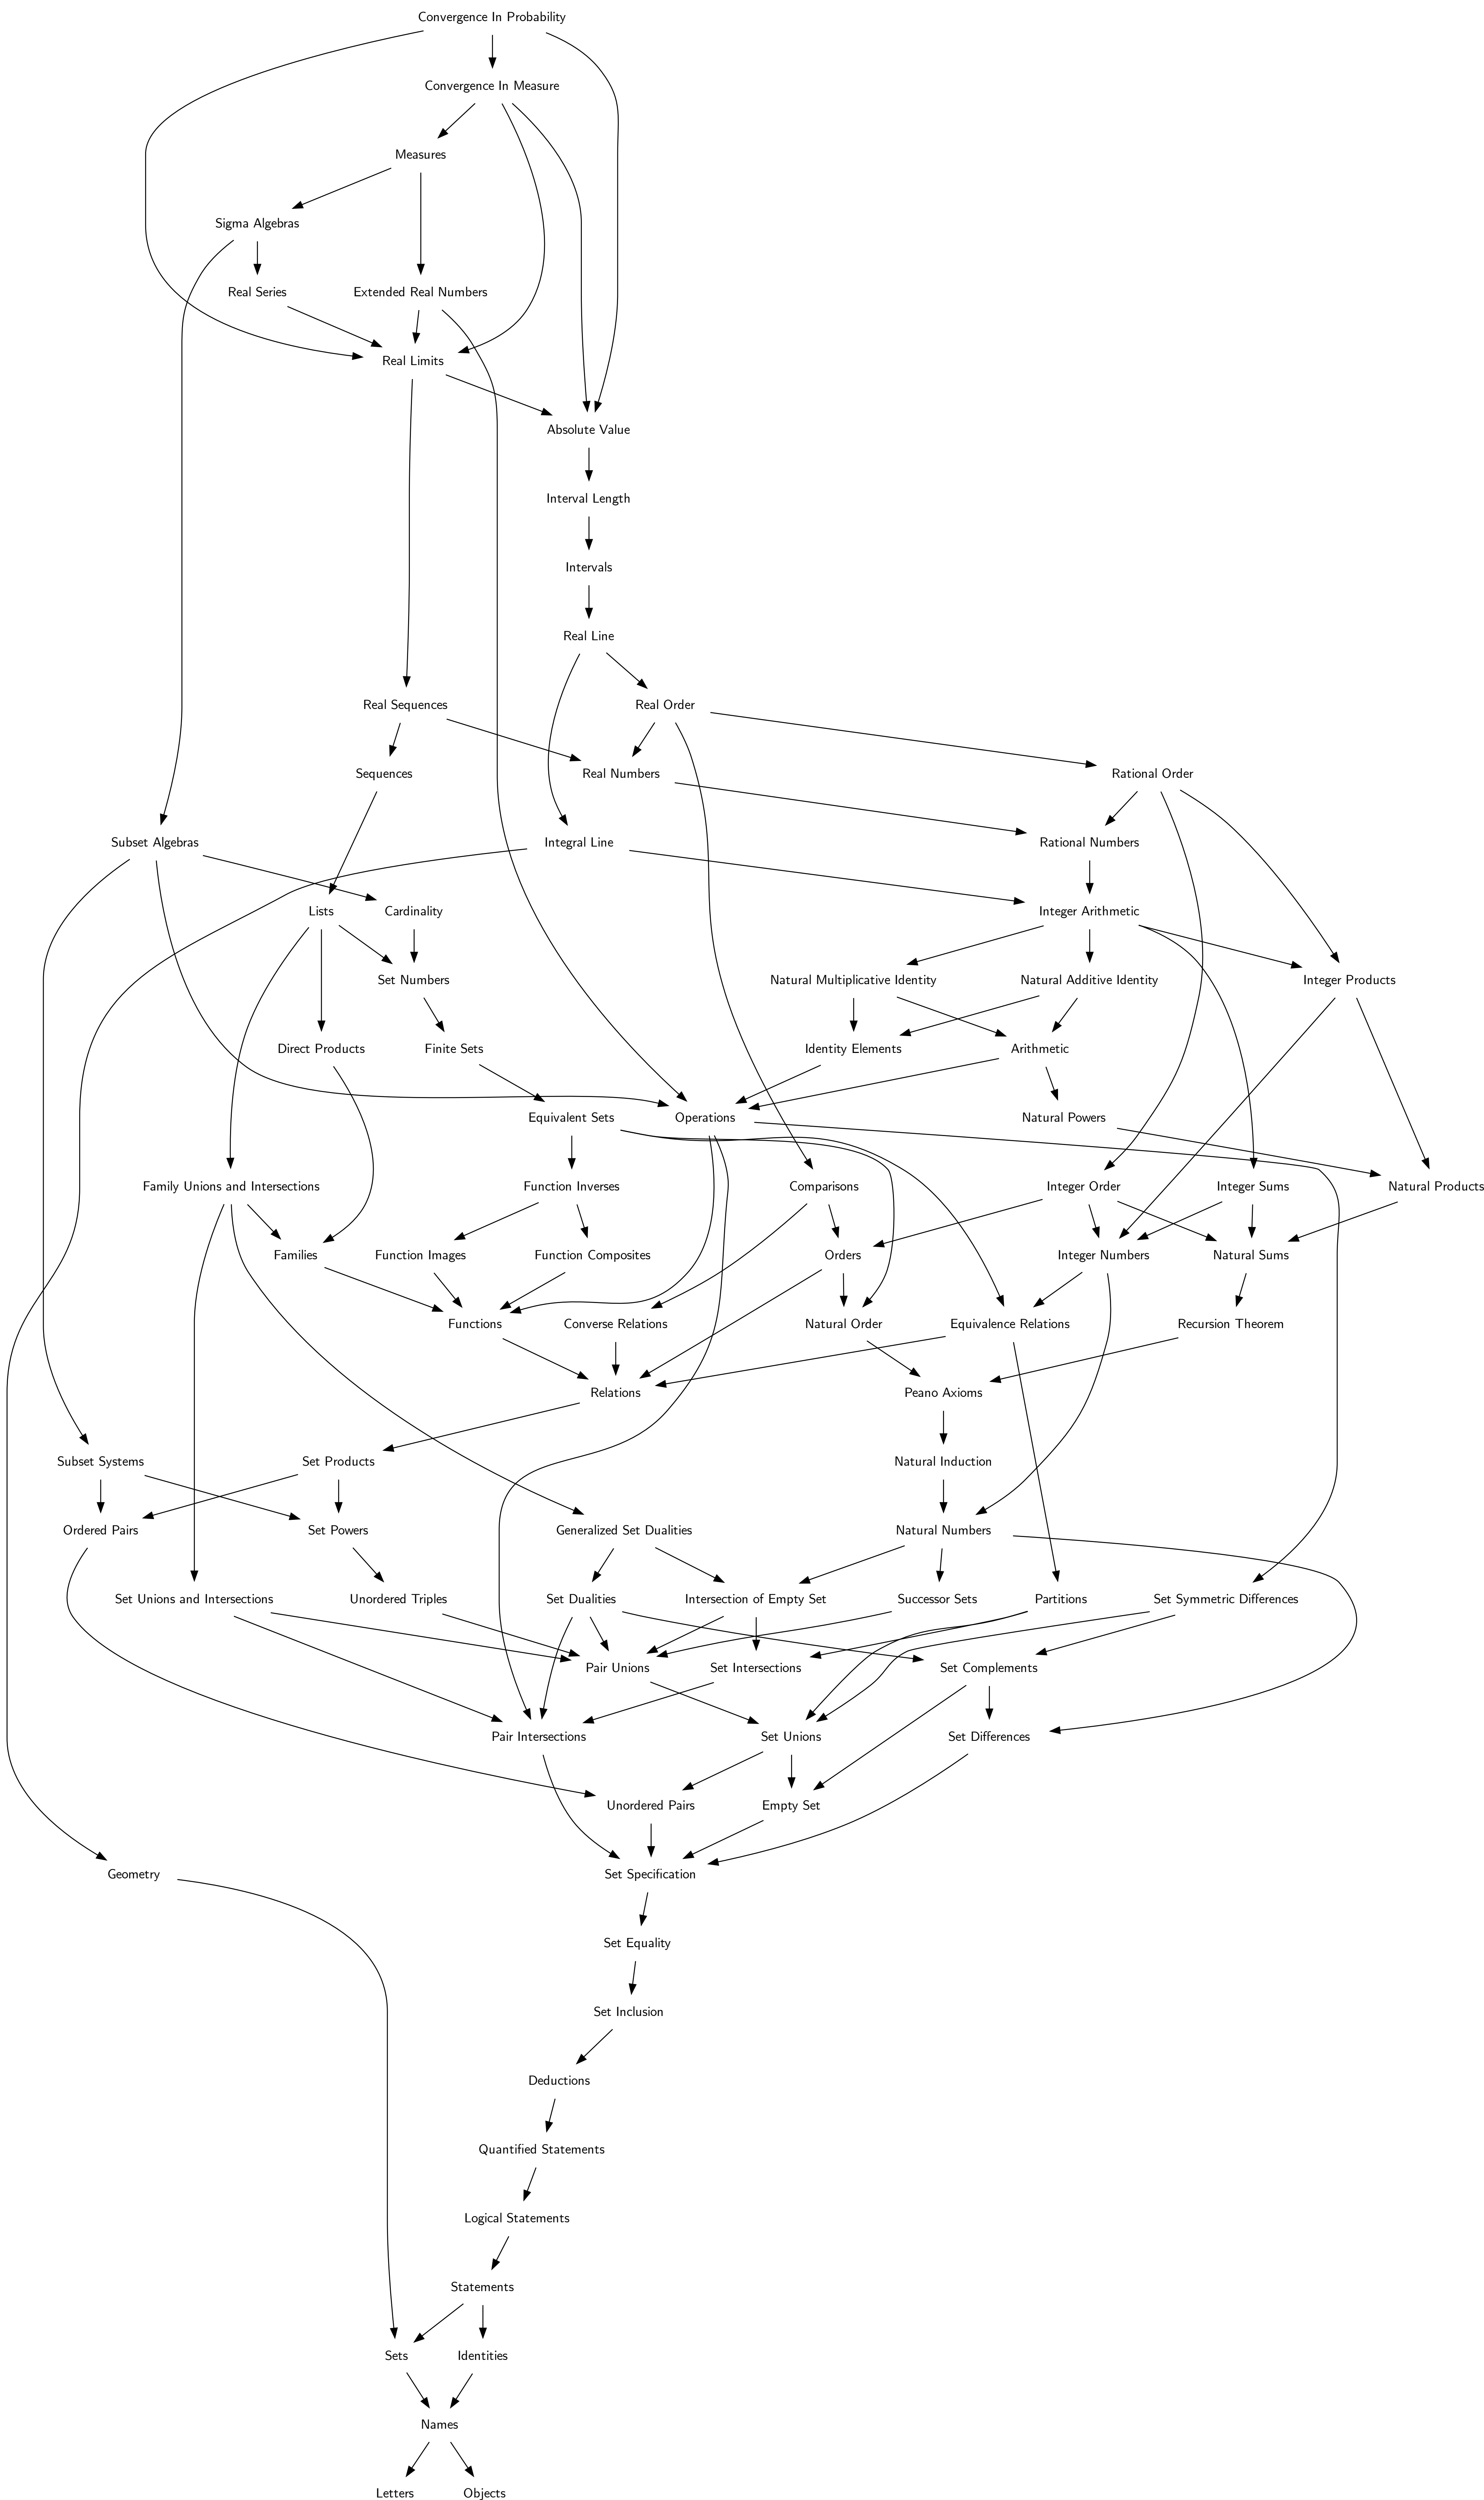 Convergence In Probability
Convergence In Measure
Measures
Sigma Algebras
Real Series
Extended Real Numbers
Real Limits
Absolute Value
Interval Length
Intervals
Real Line
Real Sequences
Real Order
Sequences
Real Numbers
Rational Order
Subset Algebras
Integral Line
Rational Numbers
Lists
Cardinality
Integer Arithmetic
Set Numbers
Natural Multiplicative Identity
Natural Additive Identity
Integer Products
Direct Products
Finite Sets
Identity Elements
Arithmetic
Equivalent Sets
Operations
Natural Powers
Family Unions and Intersections
Function Inverses
Comparisons
Integer Order
Integer Sums
Natural Products
Families
Function Images
Function Composites
Orders
Integer Numbers
Natural Sums
Functions
Converse Relations
Natural Order
Equivalence Relations
Recursion Theorem
Relations
Peano Axioms
Subset Systems
Set Products
Natural Induction
Ordered Pairs
Set Powers
Generalized Set Dualities
Natural Numbers
Set Unions and Intersections
Unordered Triples
Set Dualities
Intersection of Empty Set
Successor Sets
Partitions
Set Symmetric Differences
Pair Unions
Set Intersections
Set Complements
Pair Intersections
Set Unions
Set Differences
Unordered Pairs
Empty Set
Geometry
Set Specification
Set Equality
Set Inclusion
Deductions
Quantified Statements
Logical Statements
Statements
Sets
Identities
Names
Letters
Objects